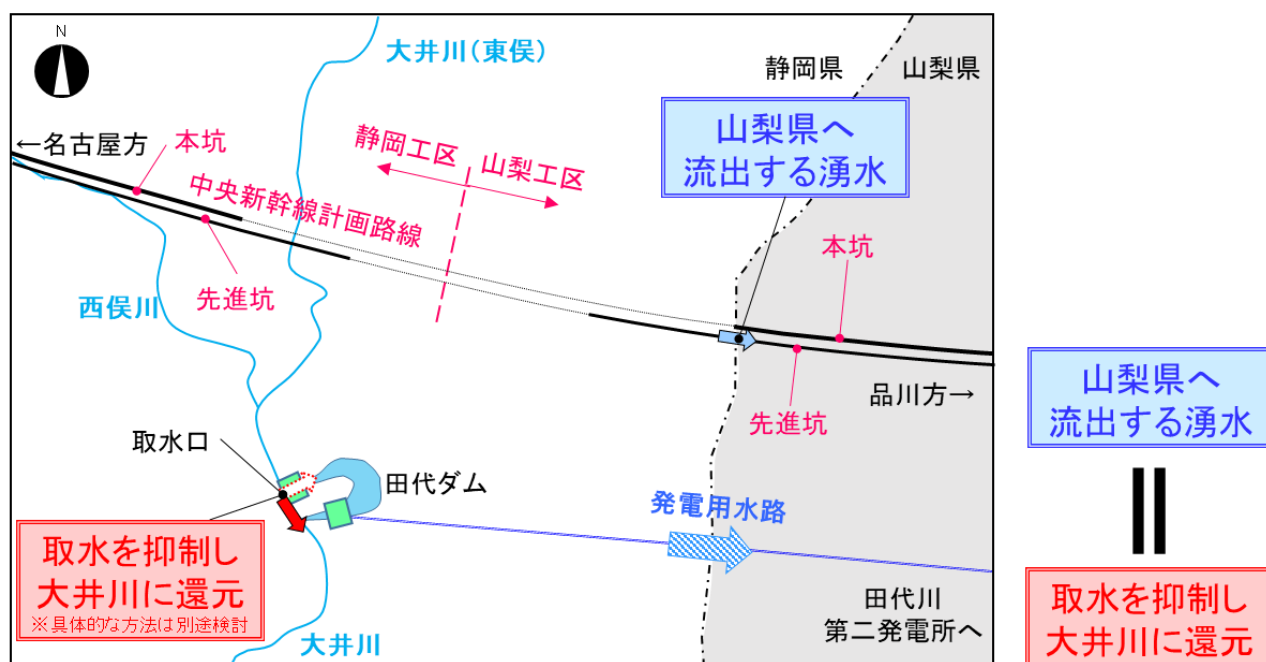 N
大井川(東俣)
静岡県
山梨県
山梨県へ
流出する湧水
←名古屋方
本坑
静岡工区
山梨工区
中央新幹線計画路線
先進坑
西俣川
本坑
先進坑
品川方→
山梨県へ
流出する湧水
取水口
田代ダム
発電用水路
取水を抑制し
大井川に還元
※具体的な方法は別途検討
大井川
田代川
第二発電所へ
取水を抑制し
大井川に還元